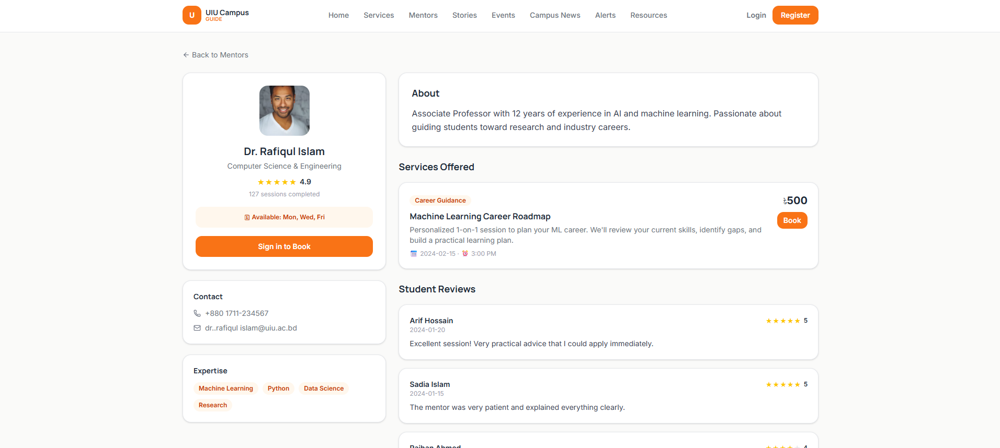 U
UIU Campus
GUIDE
Home
Services
Mentors
Stories
Events
Campus News
Alerts
Resources
Login
Register
Back to Mentors
Dr. Rafiqul Islam
Computer Science & Engineering
★★★★★ 4.9
127 sessions completed
Available: Mon, Wed, Fri
Sign in to Book
Contact
+880 1711-234567
dr..rafiqul islam@uiu.ac.bd
Expertise
Machine Learning
Python
Data Science
Research
About
Associate Professor with 12 years of experience in AI and machine learning. Passionate about
guiding students toward research and industry careers.
Services Offered
Career Guidance
৳500
Machine Learning Career Roadmap
Book
Personalized 1-on-1 session to plan your ML career. We'll review your current skills, identify gaps, and
build a practical learning plan.
2024-02-15 · 3:00 PM
Student Reviews
Arif Hossain
★★★★★ 5
2024-01-20
Excellent session! Very practical advice that I could apply immediately.
Sadia Islam
★★★★★ 5
2024-01-15
The mentor was very patient and explained everything clearly.
Raihan Ahmed
★★★★★ 4